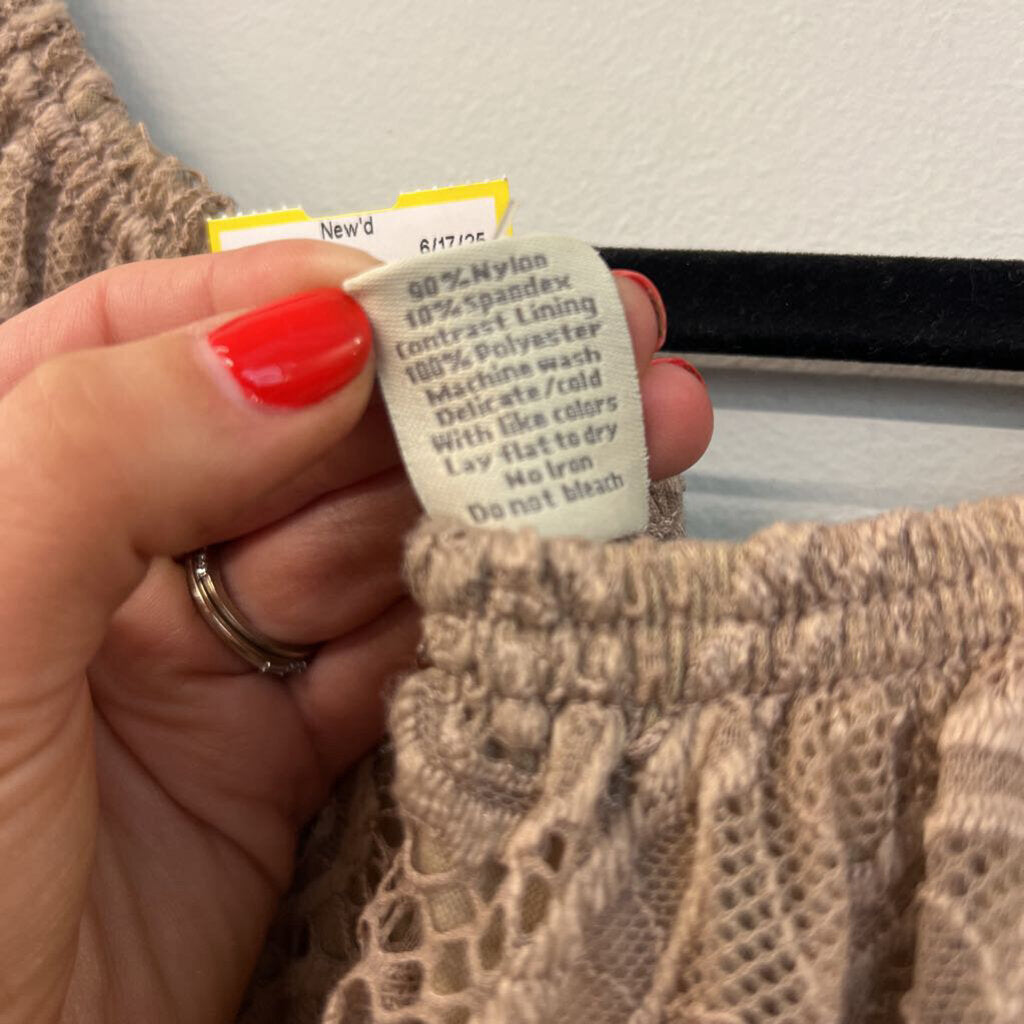 New'd
6/17/25
90% Nylon
10% spandex
Contrast Lining
100% Polyester
Machine wash
Delicate/cold
With like colors
Lay flat to dry
No Iron
Do not bleach